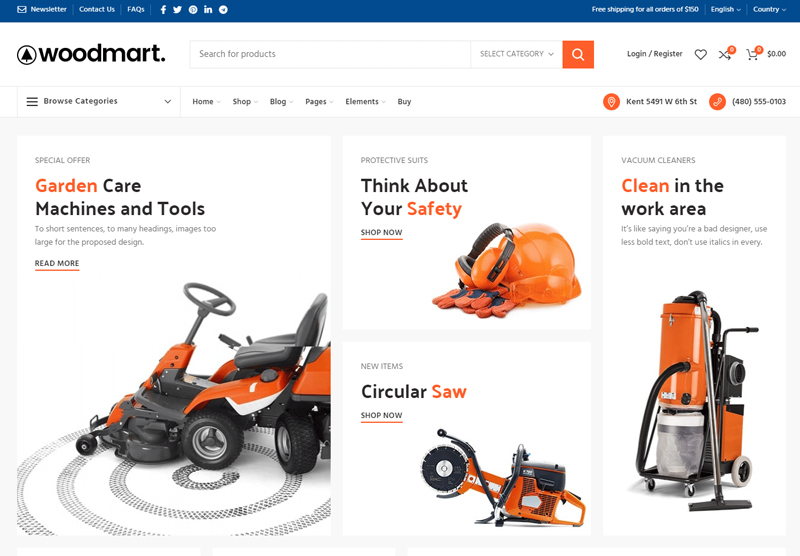 Newsletter
Contact Us
FAQs
Free shipping for all orders of $150
English
Country
woodmart.
Search for products
SELECT CATEGORY
Login / Register
0
0
$0.00
Browse Categories
Home
Shop
Blog
Pages
Elements
Buy
Kent 5491 W 6th St
(480) 555-0103
SPECIAL OFFER
Garden Care
Machines and Tools
To short sentences, to many headings, images too
large for the proposed design.
READ MORE
PROTECTIVE SUITS
Think About
Your Safety
SHOP NOW
NEW ITEMS
Circular Saw
SHOP NOW
VACUUM CLEANERS
Clean in the
work area
It's like saying you're a bad designer, use
less bold text, don't use italics in every.